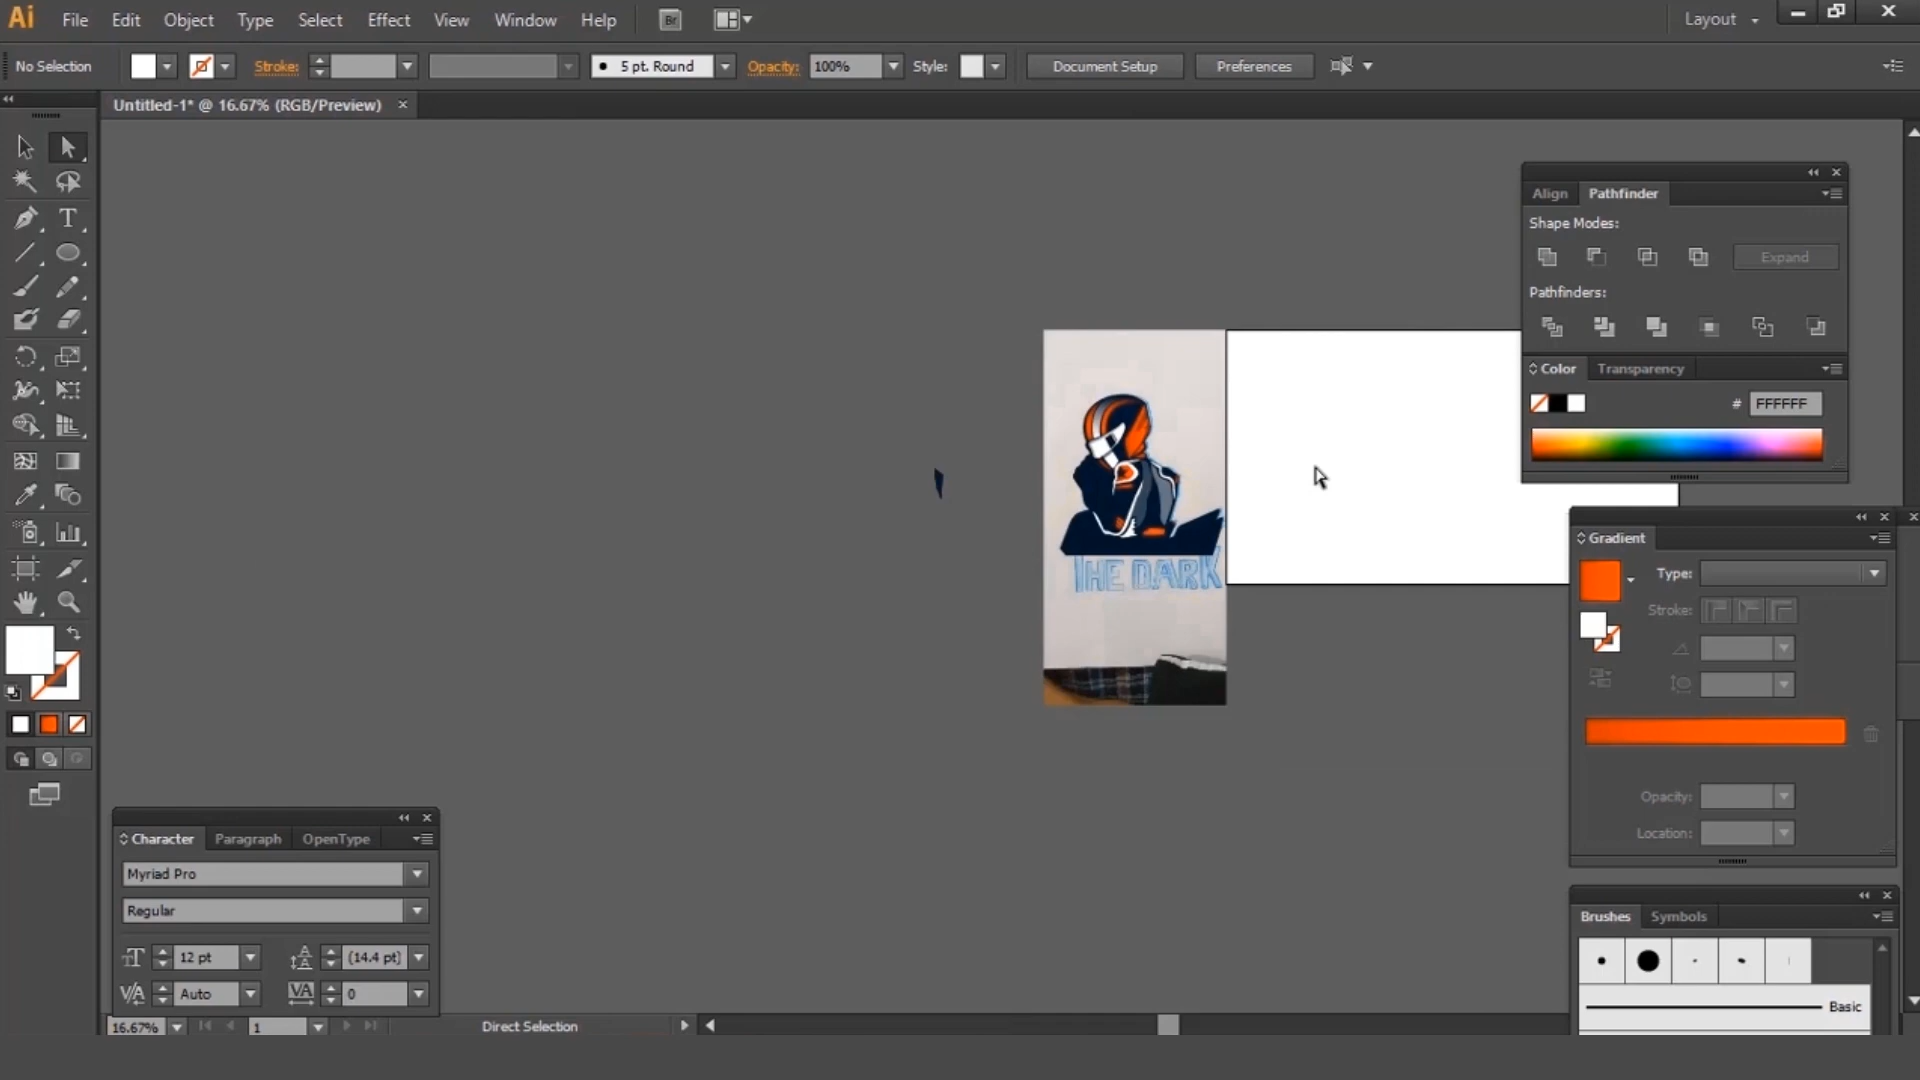 Ai File Edit Object Type Select Effect View Window Help Br Layout
No Selection Stroke: 5 pt. Round Opacity: 100% Style: Document Setup Preferences
Untitled-1* @ 16.67% (RGB/Preview)
Align Pathfinder
Shape Modes:
Expand
Pathfinders:
Color Transparency
# FFFFFF
Gradient
Type:
Stroke:
Opacity:
Location:
THE DARK
Character Paragraph OpenType
Myriad Pro
Regular
12 pt (14.4 pt)
Auto 0
Brushes Symbols
Basic
16.67% 1 Direct Selection